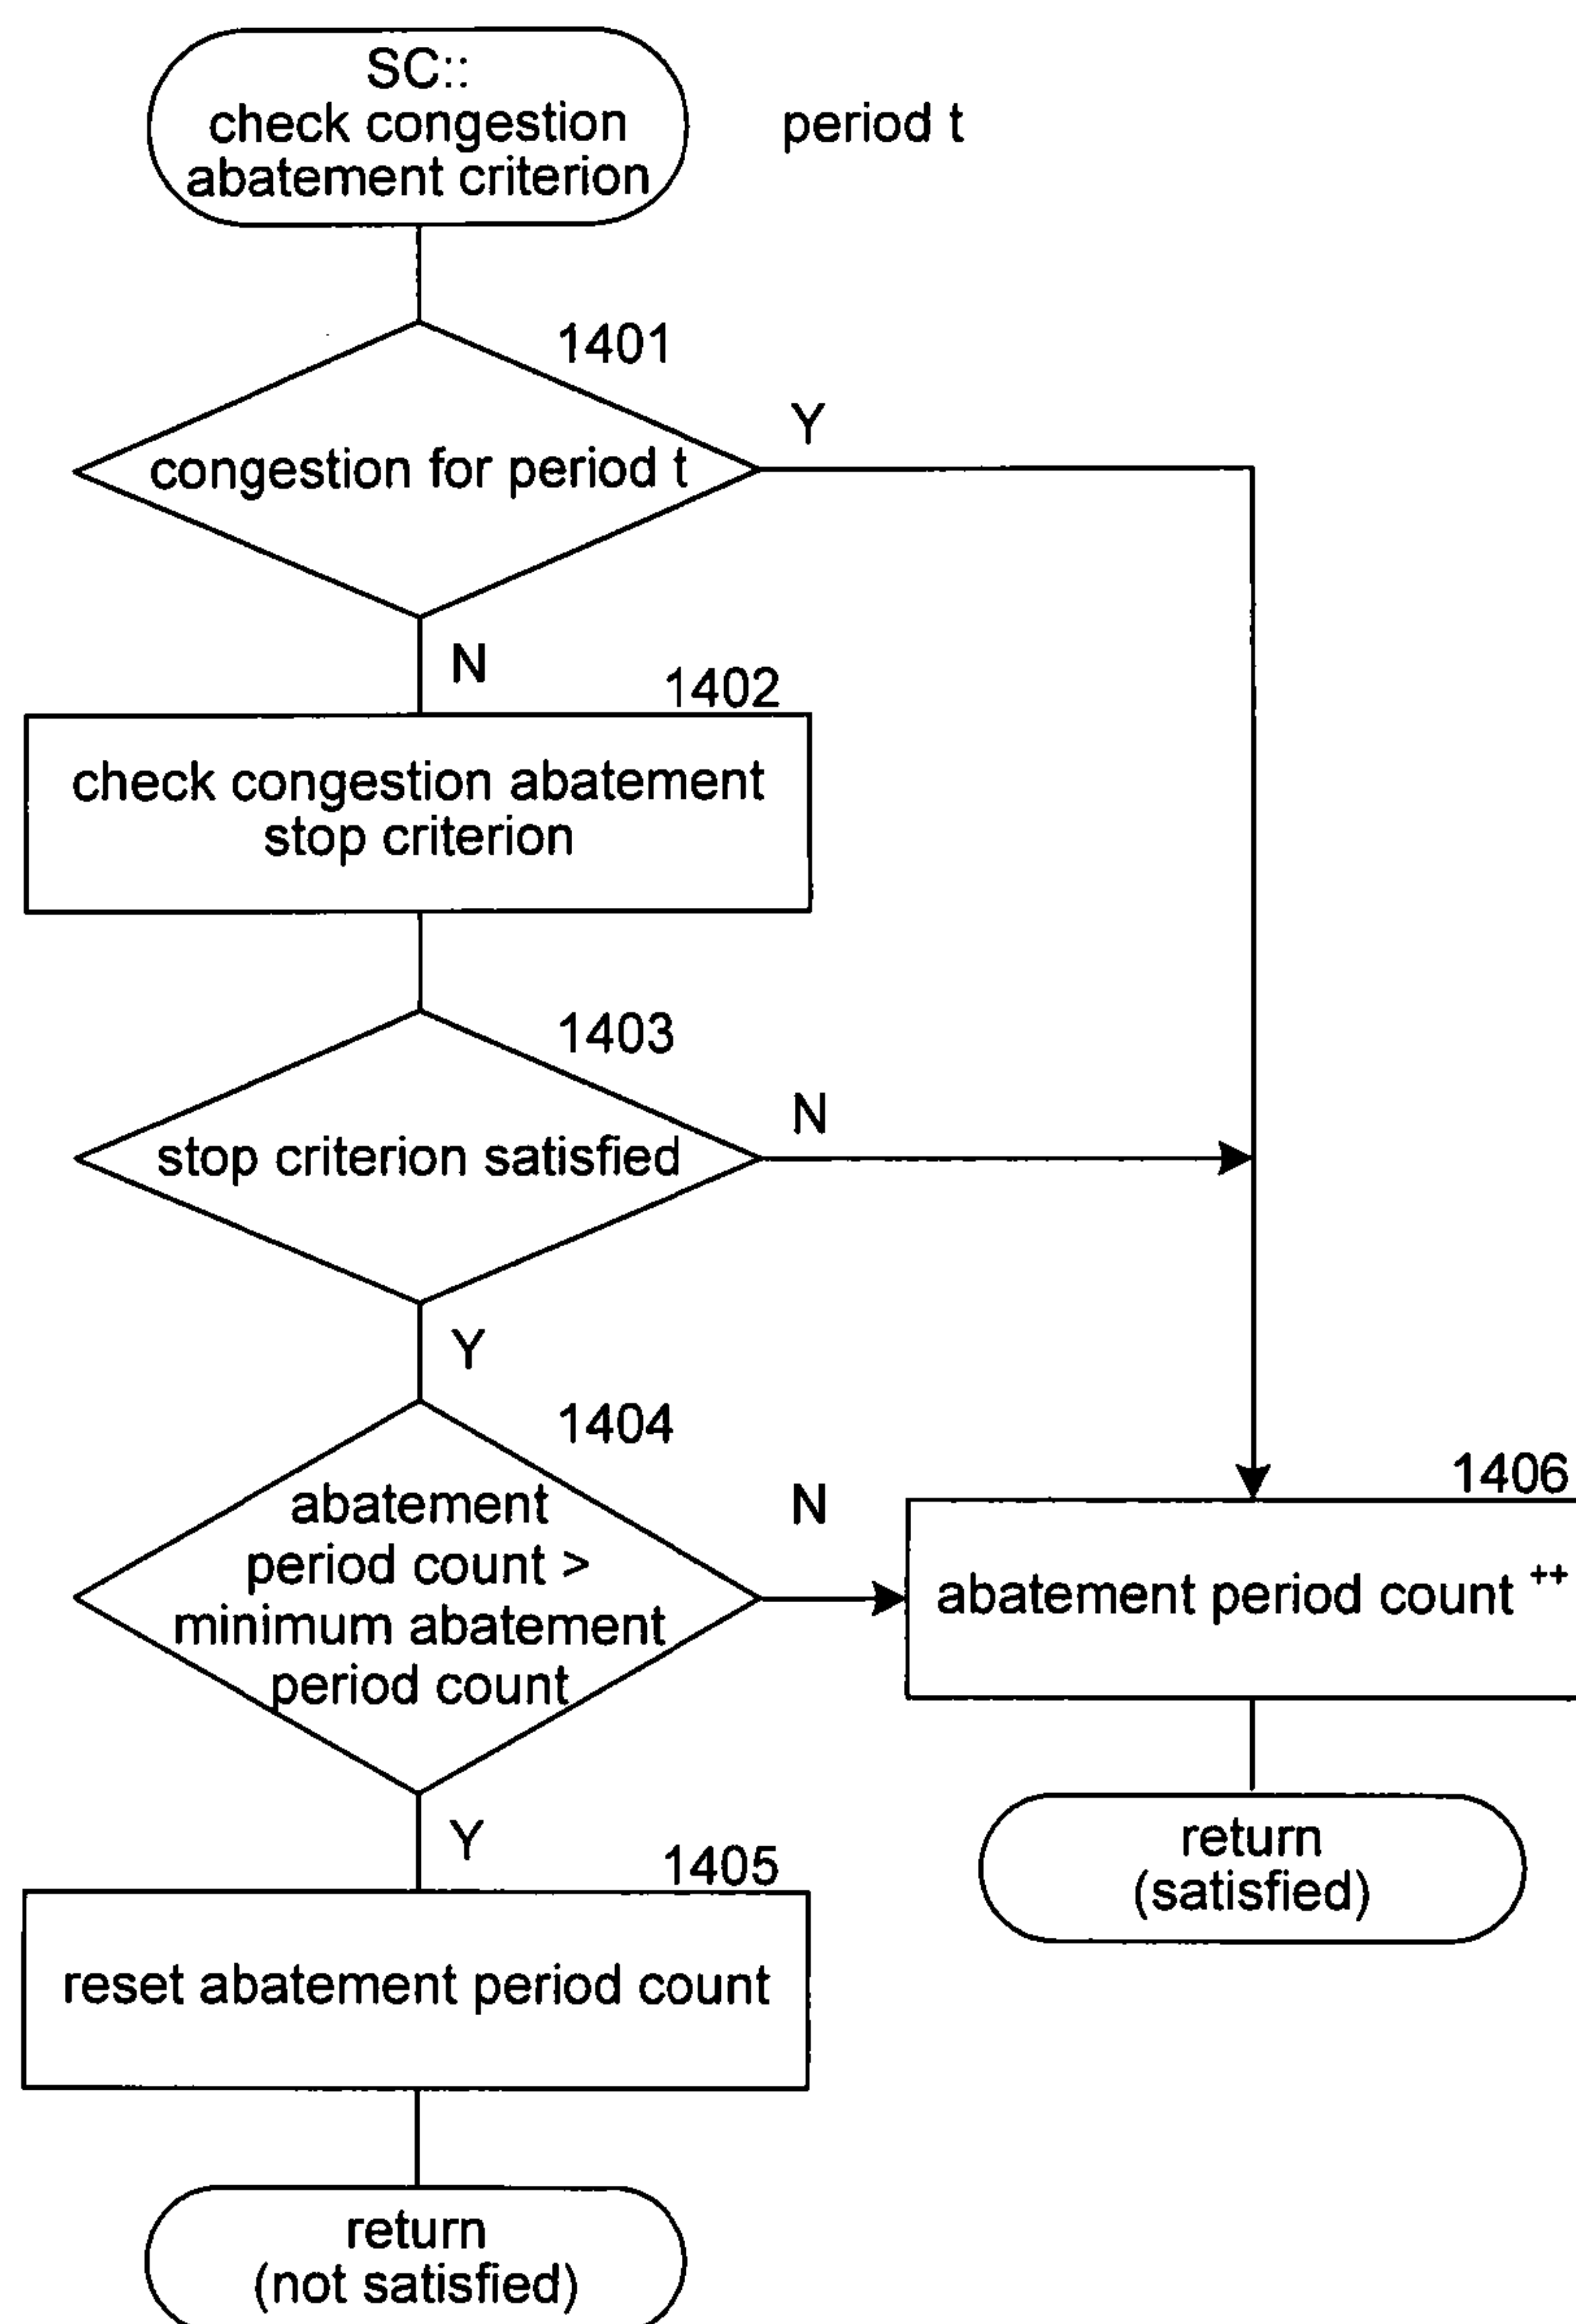 SC::
check congestion
abatement criterion
period t
1401
congestion for period t
Y
N
1402
check congestion abatement
stop criterion
1403
stop criterion satisfied
N
Y
1404
abatement
period count >
minimum abatement
period count
N
1406
abatement period count ++
Y
return
(satisfied)
1405
reset abatement period count
return
(not satisfied)